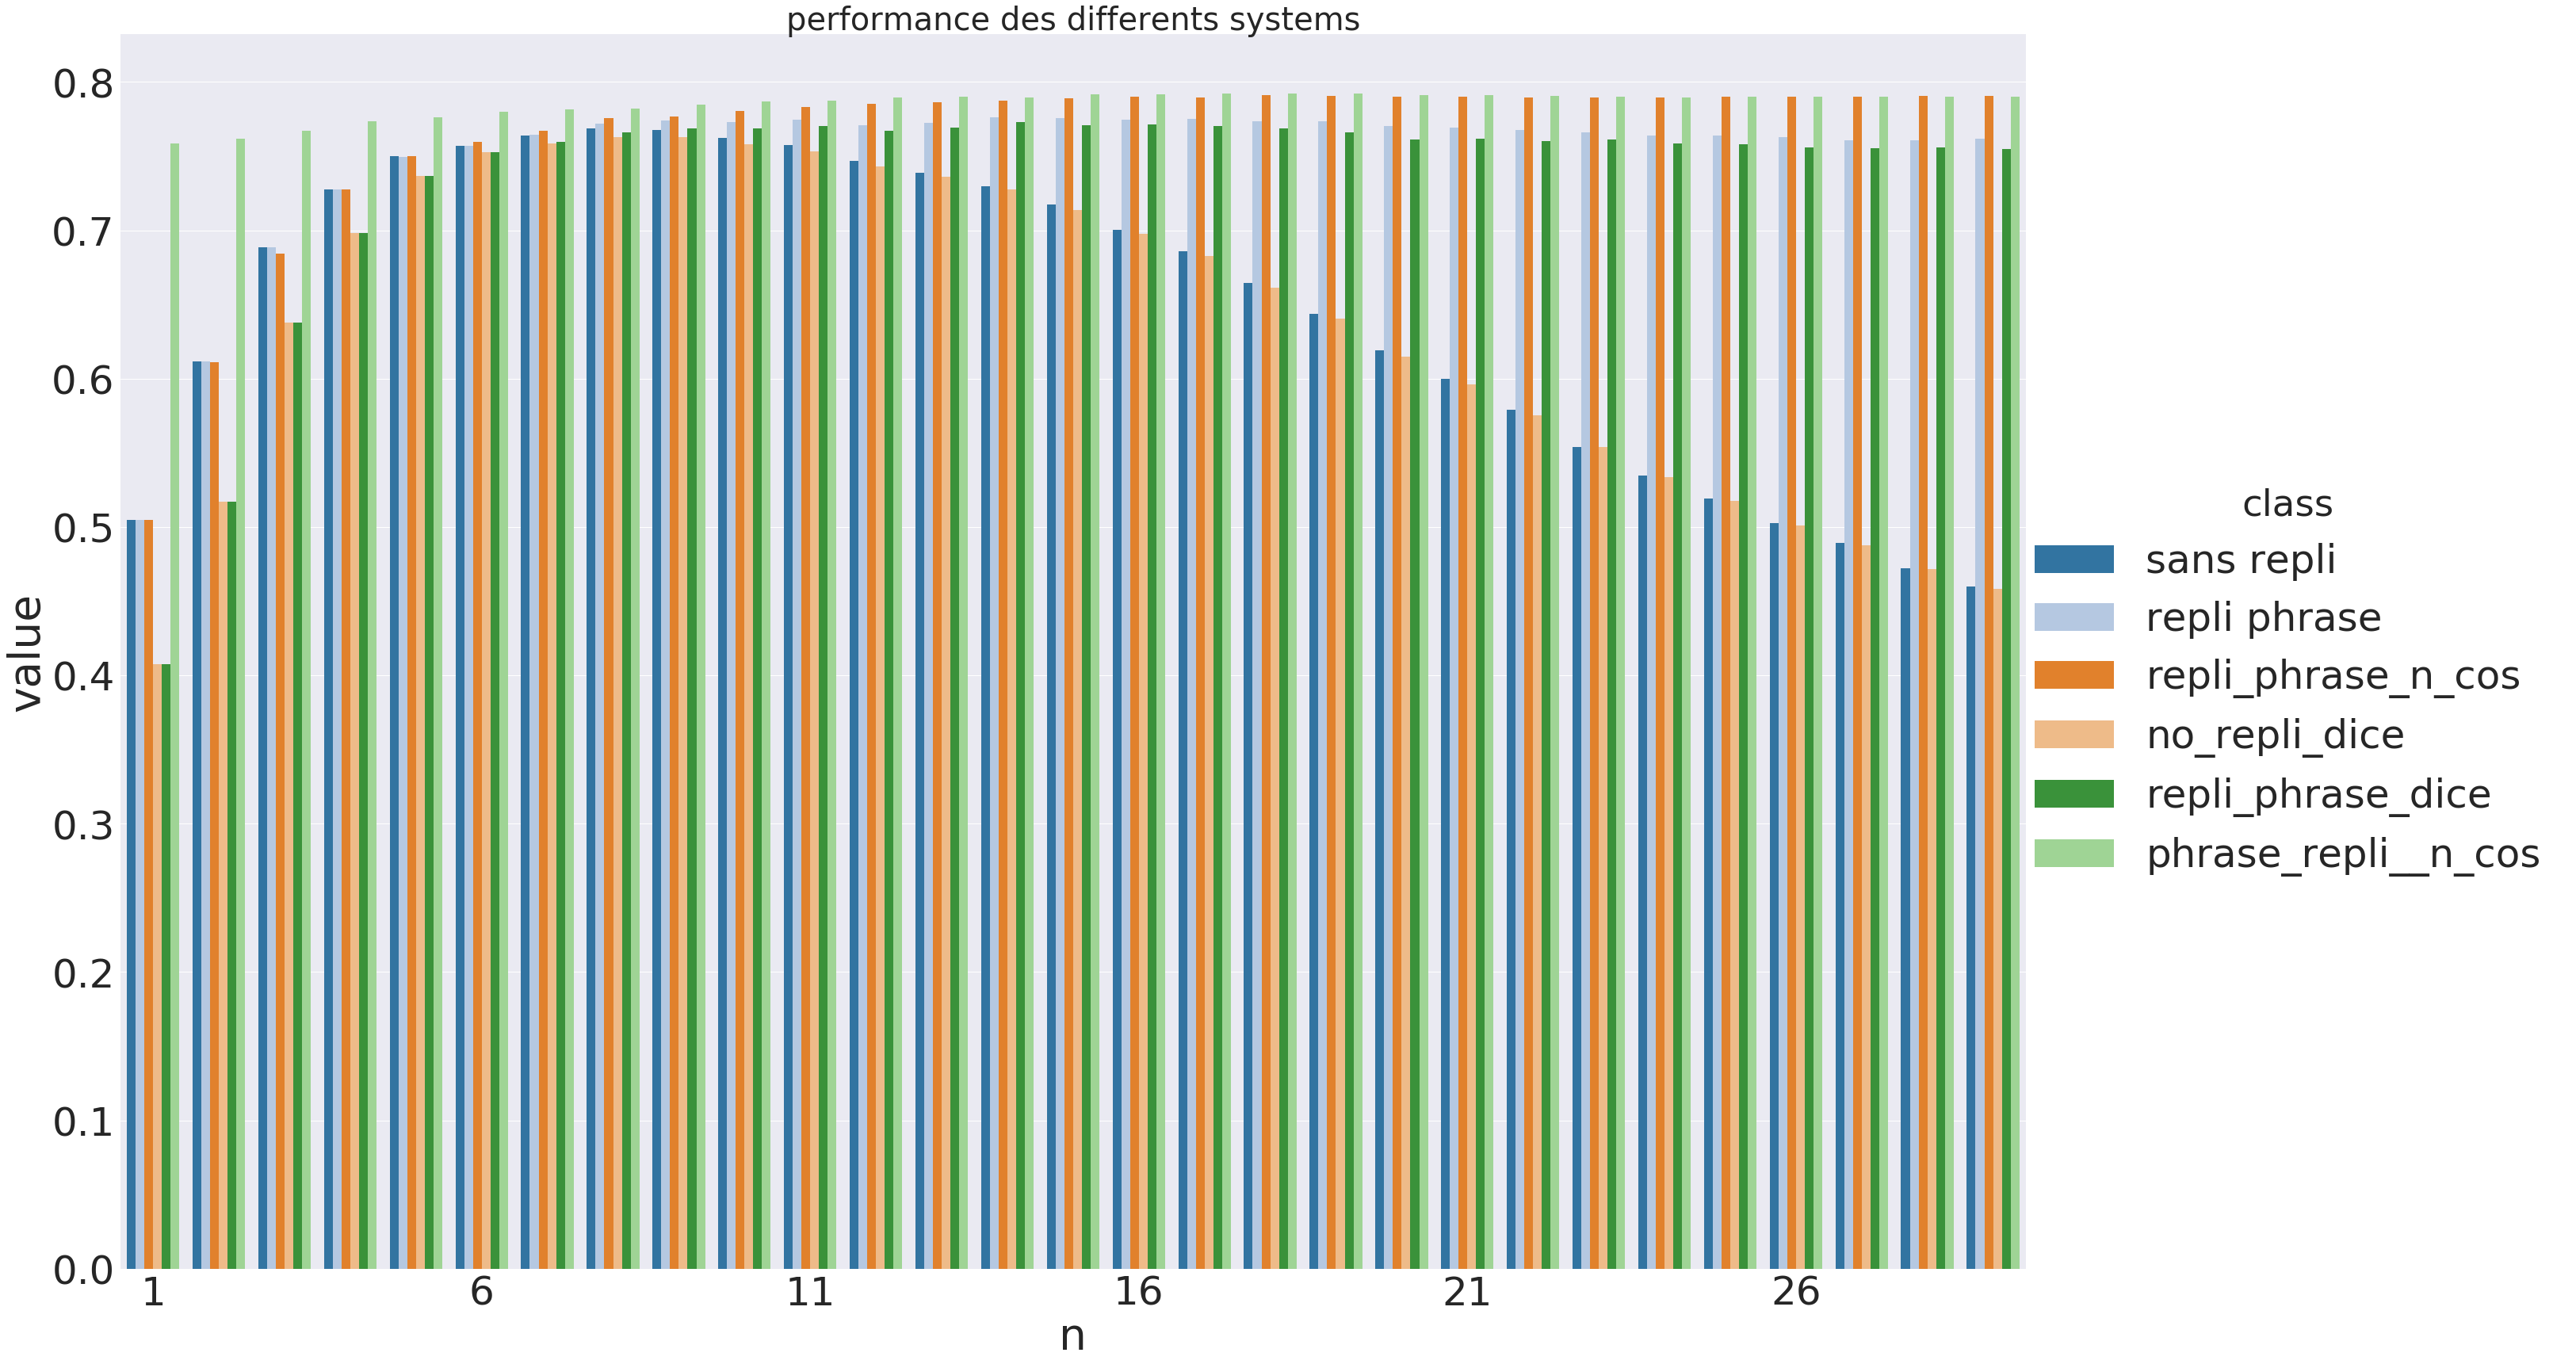 performance des differents systems
value
0.8
0.7
0.6
0.5
0.4
0.3
0.2
0.1
0.0
1 6 11 16 21 26
n
class
sans repli
repli phrase
repli_phrase_n_cos
no_repli_dice
repli_phrase_dice
phrase_repli__n_cos